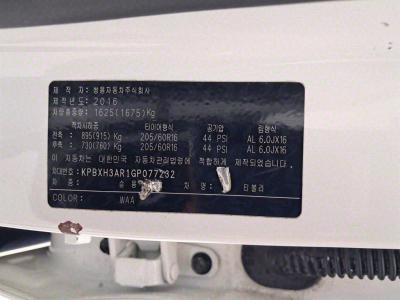 제 작 자 : 쌍용자동차주식회사
제 작 년 도 : 2016
차량총중량 : 1625(1675)Kg
적차시하중 타이어형식 공기압 림형식
전축 : 895(915) Kg 205/60R16 44 PSI AL 6.0JX16
후축 : 730(760) Kg 205/60R16 44 PSI AL 6.0JX16
이 자동차는 대한민국 자동차관리법령에 적합하게 제작되었습니다.
차대번호 : KPBXH3AR1GP077232
차 종 : 승용 차 명 : 티볼리
COLOR : WAA